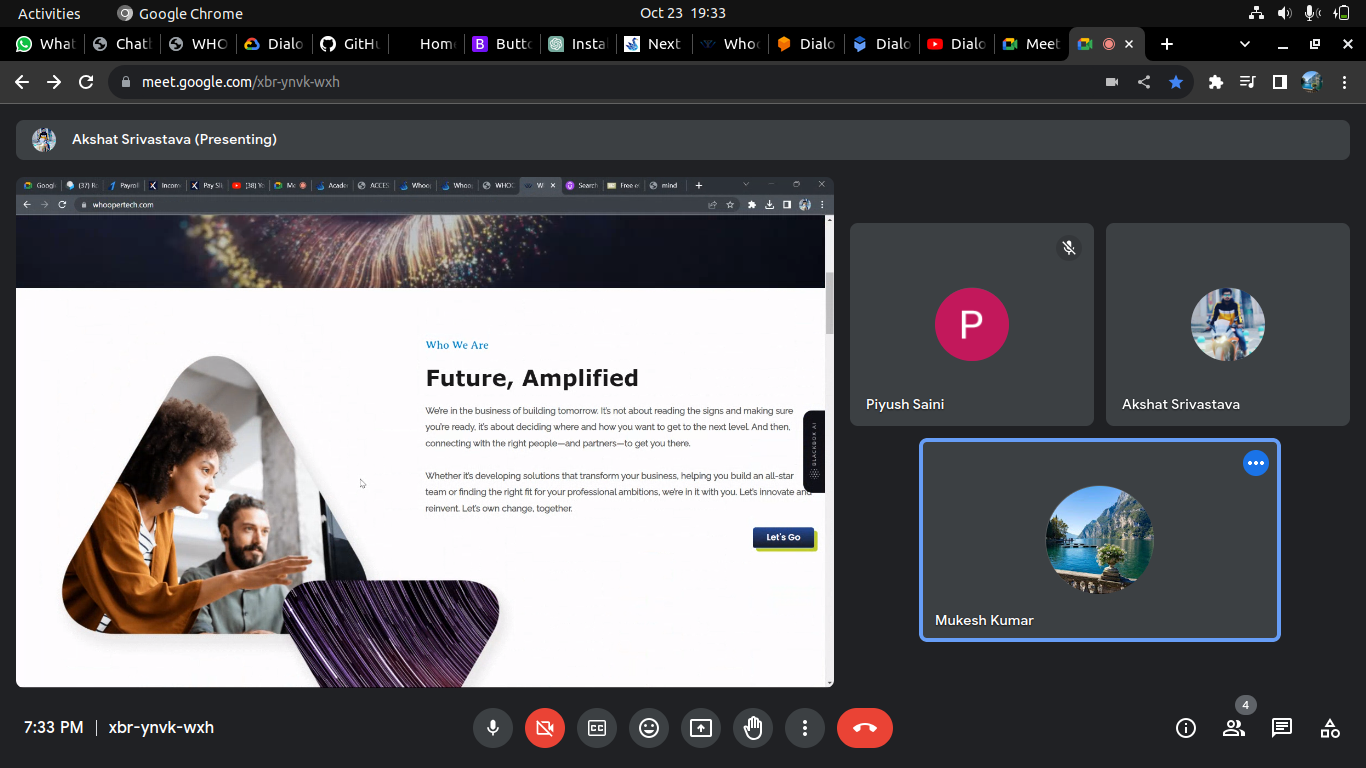 Activities
Google Chrome
Oct 23 19:33
What
Chat
WHO
Dialo
GitHu
Home
B Butto
Insta
Next
Whoo
Dialo
Dialo
Dialo
Meet
meet.google.com/xbr-ynvk-wxh
Akshat Srivastava (Presenting)
Googl
(37) Ro
Payroll
Incom
Pay Sli
(38) Yo
Me
Acade
ACCES
Whoop
Whoop
WHOO
W
Search
Free el
mind
whoopertech.com
Who We Are
Future, Amplified
We're in the business of building tomorrow. It's not about reading the signs and making sure
you're ready, it's about deciding where and how you want to get to the next level. And then,
connecting with the right people—and partners—to get you there.
Whether it's developing solutions that transform your business, helping you build an all-star
team or finding the right fit for your professional ambitions, we're in it with you. Let's innovate and
reinvent. Let's own change, together.
BLACKBOX AI
Let's Go
P
Piyush Saini
Akshat Srivastava
Mukesh Kumar
7:33 PM | xbr-ynvk-wxh
CC
4